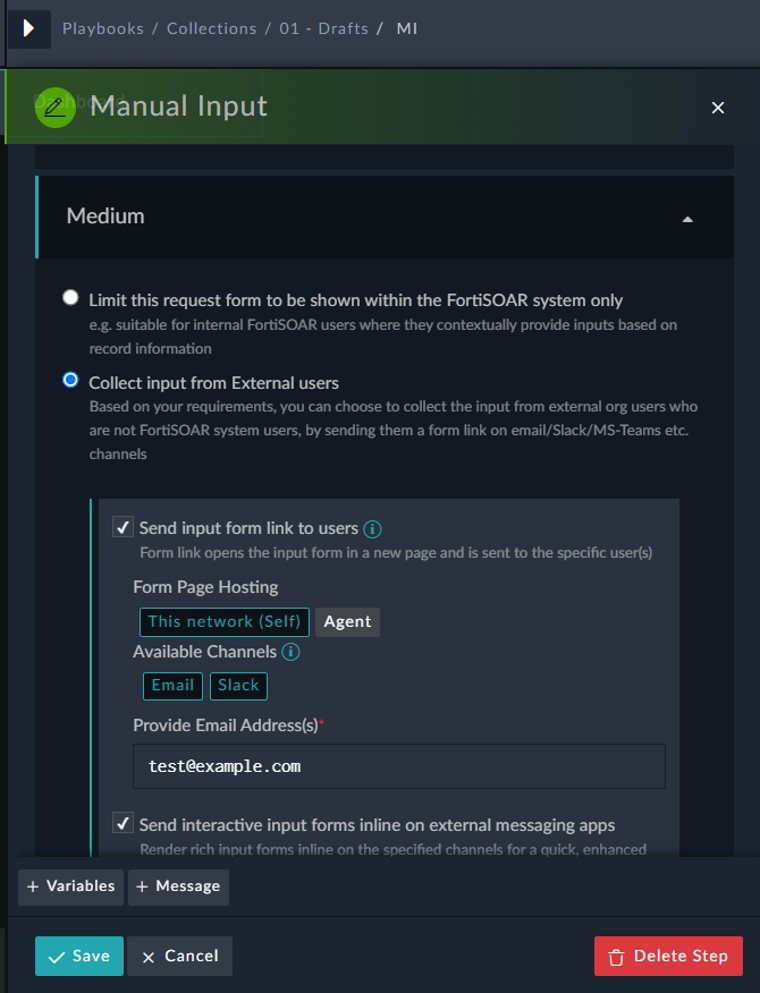 Playbooks / Collections / 01 - Drafts / MI
Manual Input
Medium
Limit this request form to be shown within the FortiSOAR system only
e.g. suitable for internal FortiSOAR users where they contextually provide inputs based on
record information
Collect input from External users
Based on your requirements, you can choose to collect the input from external org users who
are not FortiSOAR system users, by sending them a form link on email/Slack/MS-Teams etc.
channels
Send input form link to users
Form link opens the input form in a new page and is sent to the specific user(s)
Form Page Hosting
This network (Self) Agent
Available Channels
Email Slack
Provide Email Address(s)*
test@example.com
Send interactive input forms inline on external messaging apps
Render rich input forms inline on the specified channels for a quick, enhanced
+ Variables + Message
Save × Cancel Delete Step